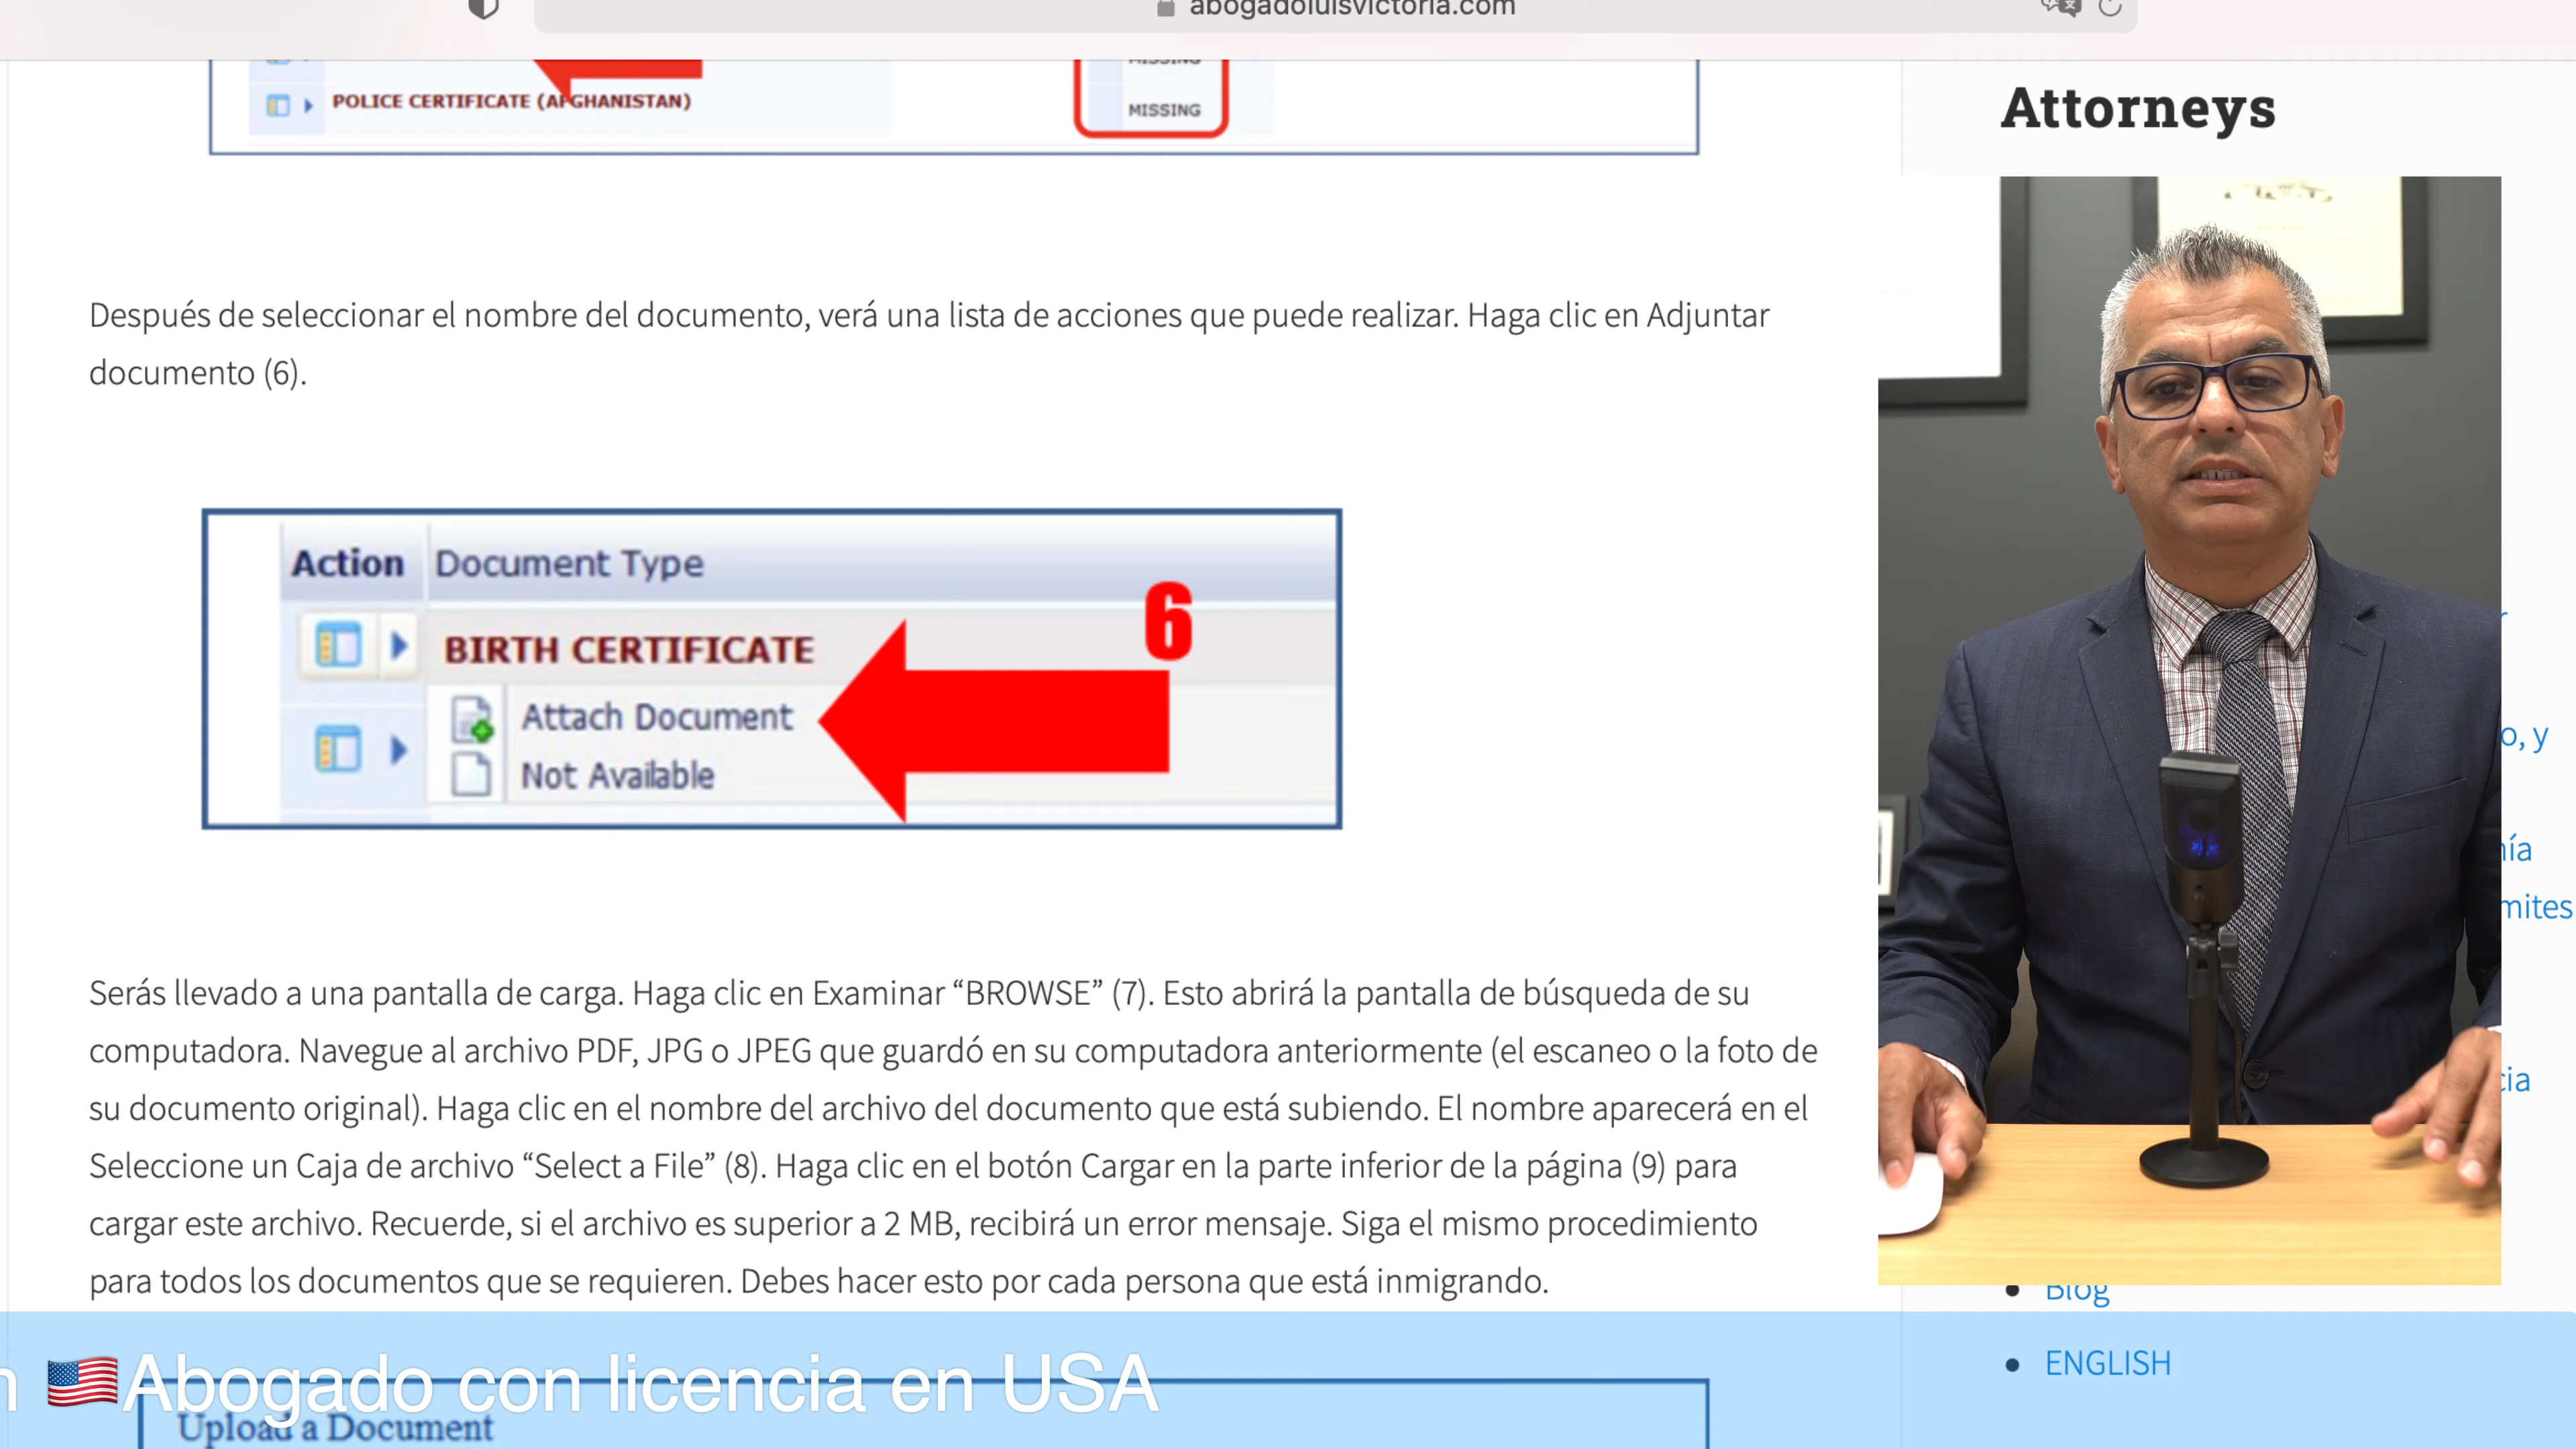 abogadoluisvictoria.com
MISSING
POLICE CERTIFICATE (AFGHANISTAN)
MISSING
Attorneys
Después de seleccionar el nombre del documento, verá una lista de acciones que puede realizar. Haga clic en Adjuntar
documento (6).
Action Document Type
6
BIRTH CERTIFICATE
Attach Document
Not Available
o, y
ía
mites
cia
Serás llevado a una pantalla de carga. Haga clic en Examinar “BROWSE” (7). Esto abrirá la pantalla de búsqueda de su
computadora. Navegue al archivo PDF, JPG o JPEG que guardó en su computadora anteriormente (el escaneo o la foto de
su documento original). Haga clic en el nombre del archivo del documento que está subiendo. El nombre aparecerá en el
Seleccione un Caja de archivo “Select a File” (8). Haga clic en el botón Cargar en la parte inferior de la página (9) para
cargar este archivo. Recuerde, si el archivo es superior a 2 MB, recibirá un error mensaje. Siga el mismo procedimiento
para todos los documentos que se requieren. Debes hacer esto por cada persona que está inmigrando.
Blog
ENGLISH
n 🇺🇸Abogado con licencia en USA
Upload a Document